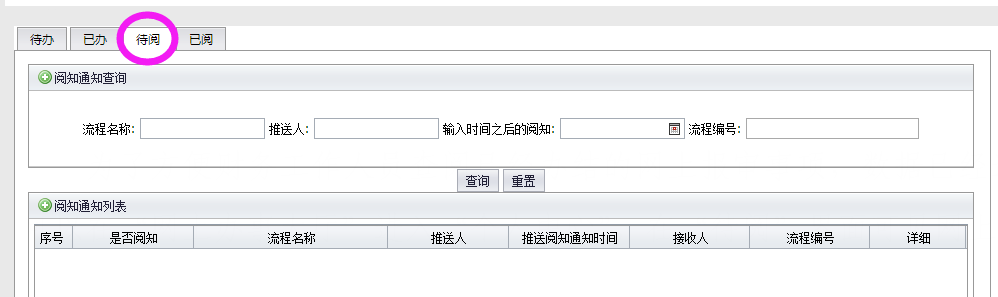 待办 已办 待阅 已阅
阅知通知查询
流程名称: 推送人: 输入时间之后的阅知: 流程编号:
查询 重置
阅知通知列表
序号 是否阅知 流程名称 推送人 推送阅知通知时间 接收人 流程编号 详细